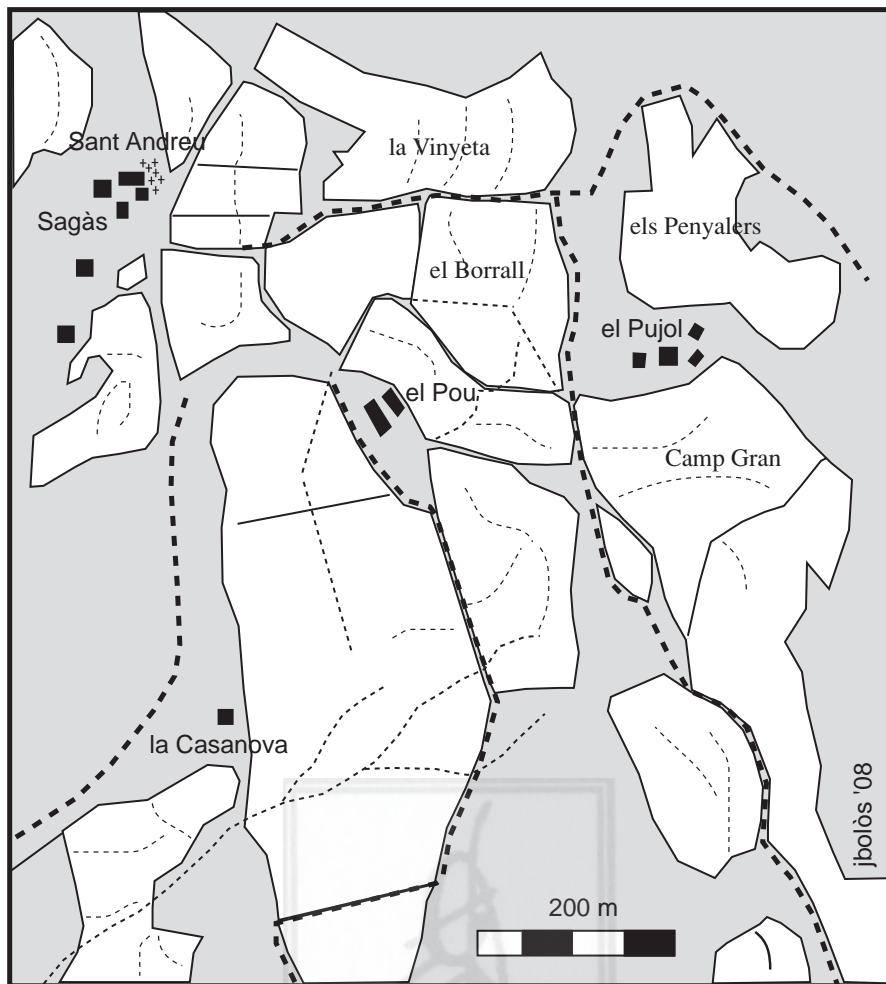 Sant Andreu
la Vinyeta
Sagàs
els Penyalers
el Borrall
el Pujol
el Pou
Camp Gran
la Casanova
jbolòs '08
200 m